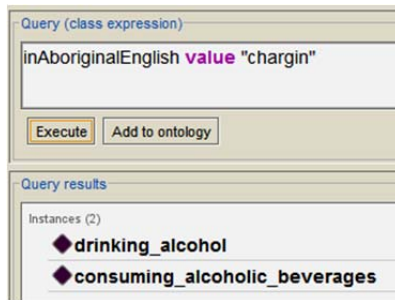 Query (class expression)
inAboriginalEnglish value "chargin"
Execute Add to ontology
Query results
Instances (2)
drinking_alcohol
consuming_alcoholic_beverages